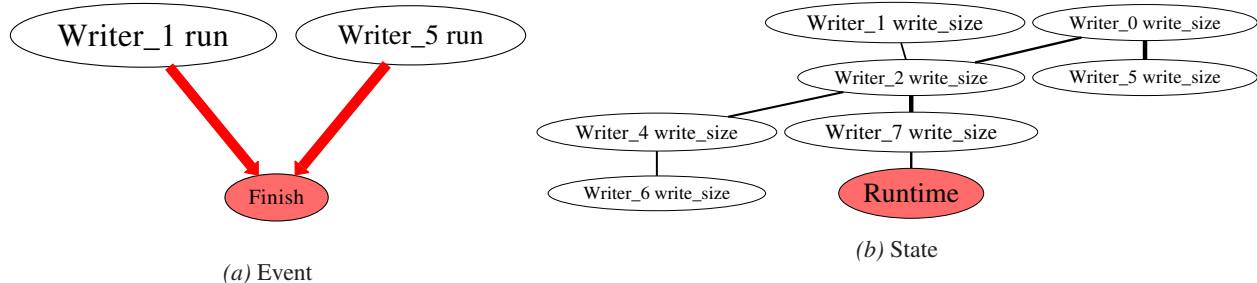 Writer_1 run
Writer_5 run
Finish
(a) Event
Writer_1 write_size
Writer_0 write_size
Writer_2 write_size
Writer_5 write_size
Writer_4 write_size
Writer_7 write_size
Writer_6 write_size
Runtime
(b) State